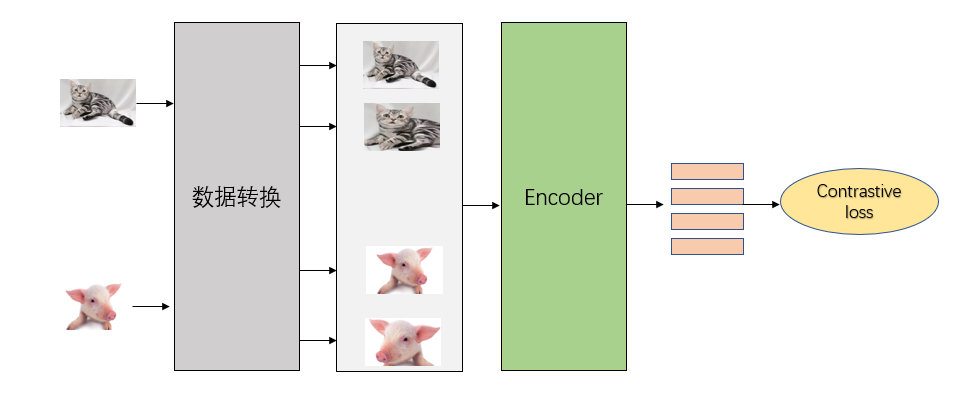 数据转换
Encoder
Contrastive
loss